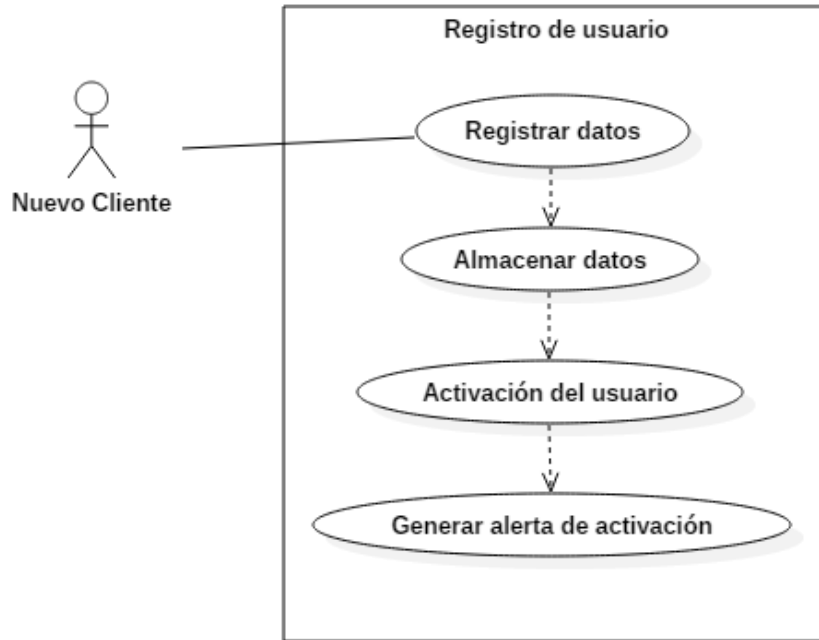 Registro de usuario
Registrar datos
Nuevo Cliente
Almacenar datos
Activación del usuario
Generar alerta de activación